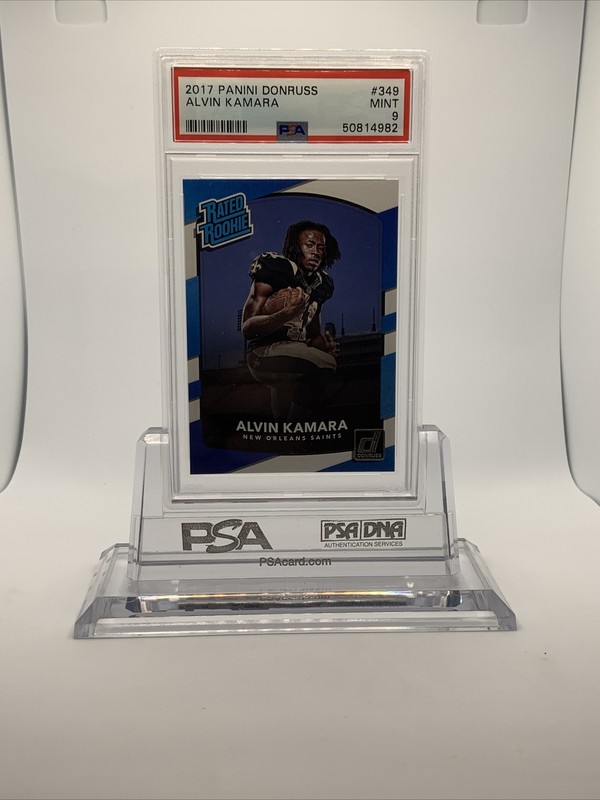 2017 PANINI DONRUSS #349
ALVIN KAMARA MINT
9
PSA 50814982
RATED
ROOKIE
ALVIN KAMARA
NEW ORLEANS SAINTS
DONRUSS
PSA PSA DNA
AUTHENTICATION SERVICES
PSAcard.com